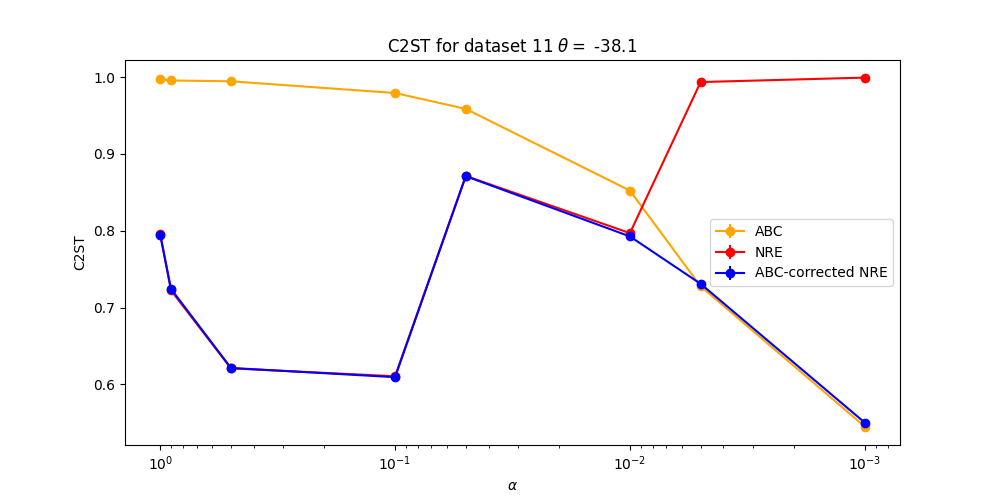 C2ST for dataset 11 θ = -38.1
1.0
0.9
0.8
0.7
0.6
C2ST
ABC
NRE
ABC-corrected NRE
10⁰
10⁻¹
10⁻²
10⁻³
α